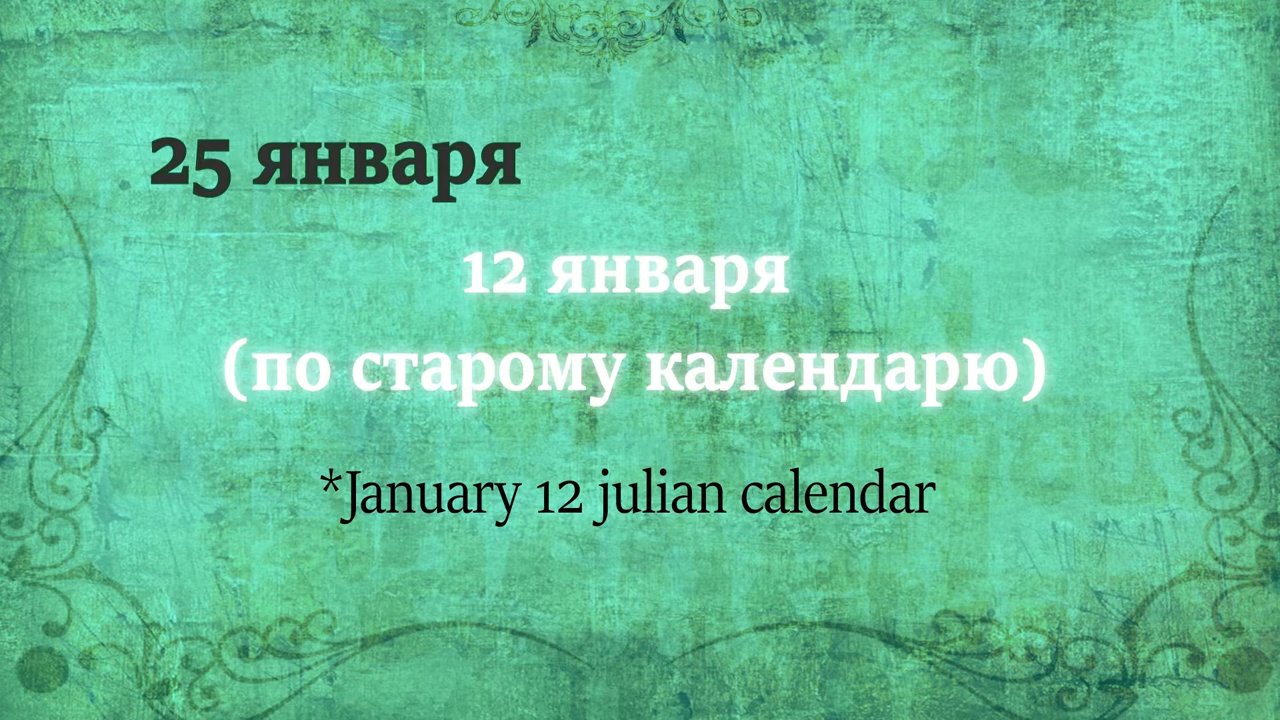 25 января
12 января
(по старому календарю)
*January 12 julian calendar